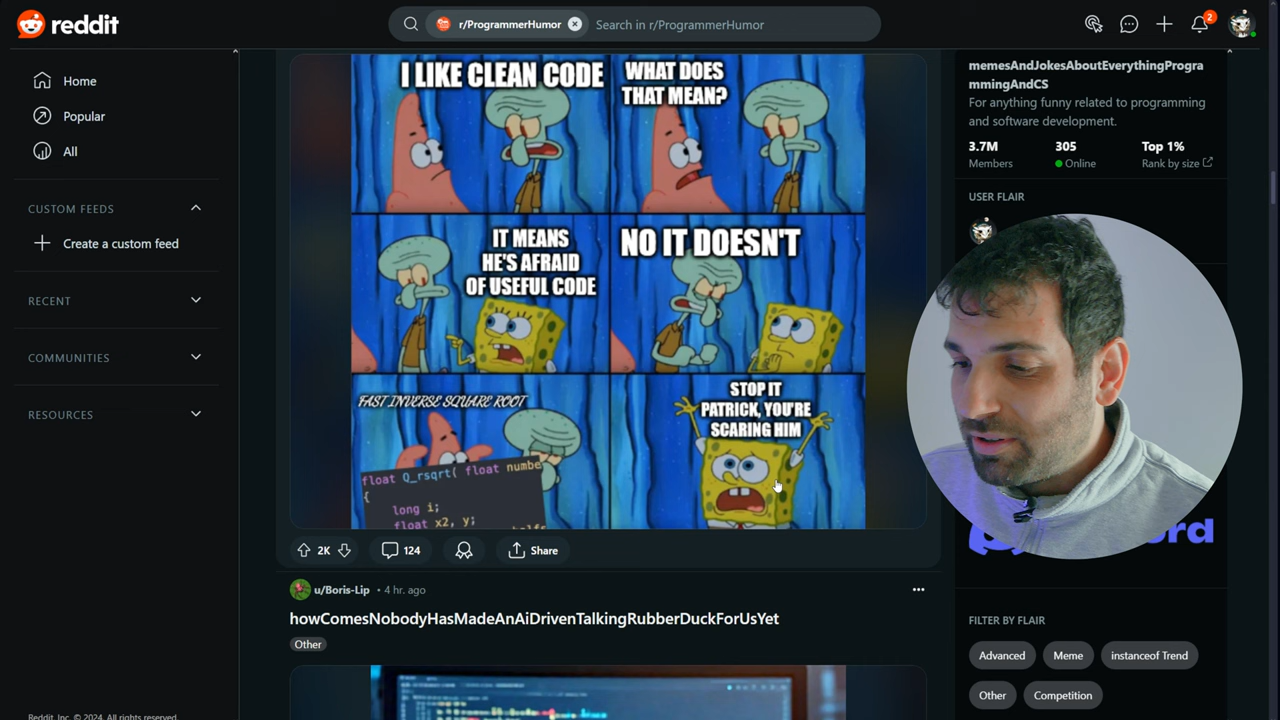 reddit
r/ProgrammerHumor
Search in r/ProgrammerHumor
2
Home
Popular
All
CUSTOM FEEDS
Create a custom feed
RECENT
COMMUNITIES
RESOURCES
Reddit, Inc. © 2024. All rights reserved.
I LIKE CLEAN CODE
WHAT DOES
THAT MEAN?
IT MEANS
HE'S AFRAID
OF USEFUL CODE
NO IT DOESN'T
FAST INVERSE SQUARE ROOT
float Q_rsqrt( float numbe
{
long i;
float x2, y;
STOP IT
PATRICK, YOU'RE
SCARING HIM
2K
124
Share
u/Boris-Lip • 4 hr. ago
howComesNobodyHasMadeAnAiDrivenTalkingRubberDuckForUsYet
Other
memesAndJokesAboutEverythingProgra
mmingAndCS
For anything funny related to programming
and software development.
3.7M
305
Top 1%
Members
Online
Rank by size
USER FLAIR
FILTER BY FLAIR
Advanced
Meme
instanceof Trend
Other
Competition